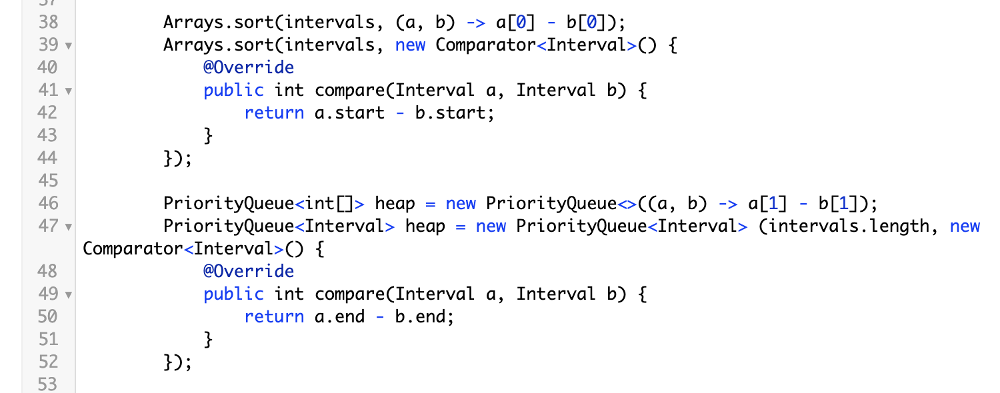 37
38 Arrays.sort(intervals, (a, b) -> a[0] - b[0]);
39 Arrays.sort(intervals, new Comparator<Interval>() {
40 @Override
41 public int compare(Interval a, Interval b) {
42 return a.start - b.start;
43 }
44 });
45
46 PriorityQueue<int[]> heap = new PriorityQueue<>((a, b) -> a[1] - b[1]);
47 PriorityQueue<Interval> heap = new PriorityQueue<Interval> (intervals.length, new
Comparator<Interval>() {
48 @Override
49 public int compare(Interval a, Interval b) {
50 return a.end - b.end;
51 }
52 });
53